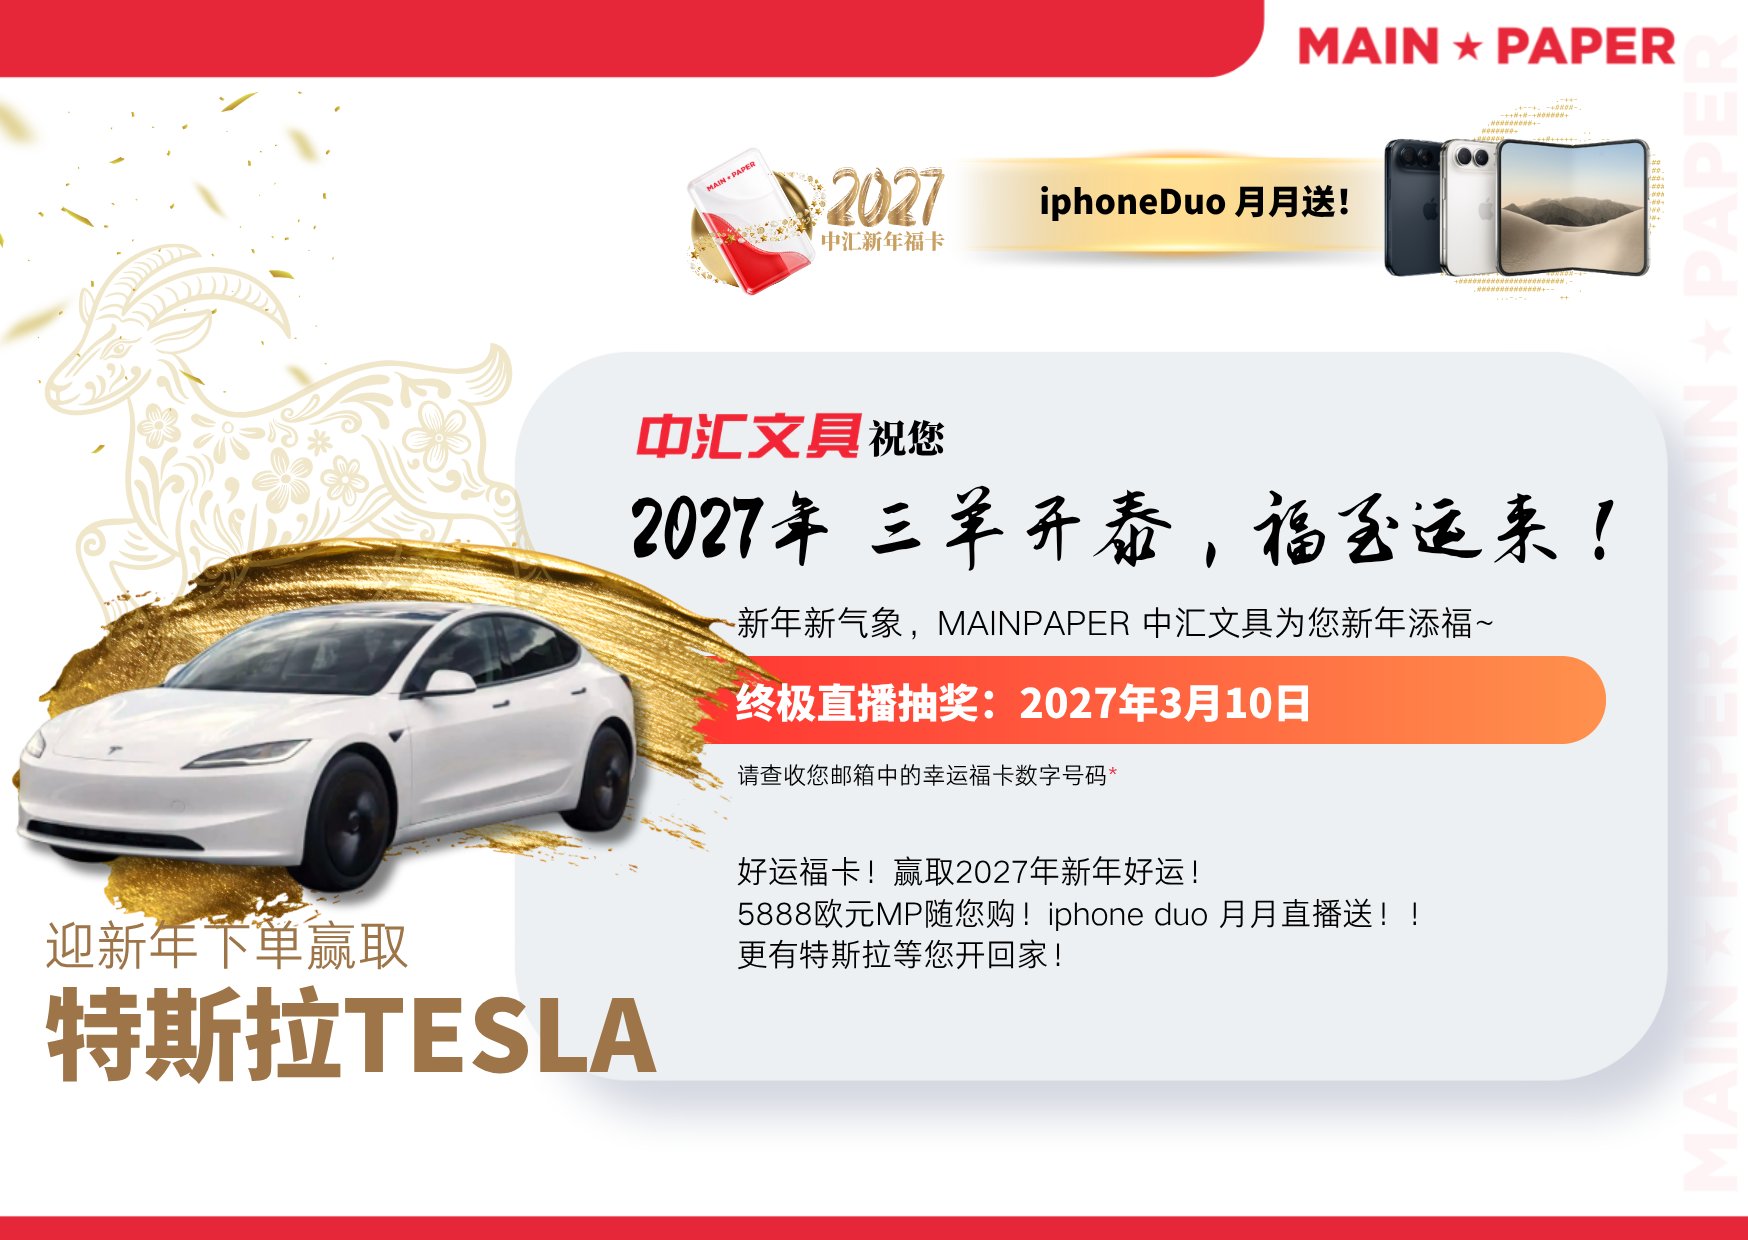 MAIN ★ PAPER
MAIN ★ PAPER
2027
中汇新年福卡
iphoneDuo 月月送！
中汇文具祝您
2027年 三羊开泰，福至运来！
新年新气象，MAINPAPER 中汇文具为您新年添福~
终极直播抽奖：2027年3月10日
请查收您邮箱中的幸运福卡数字号码*
好运福卡！赢取2027年新年好运！
5888欧元MP随您购！iphone duo 月月直播送！！
更有特斯拉等您开回家！
迎新年下单赢取
特斯拉TESLA
MAIN ★ PAPER MAIN ★ PAPER